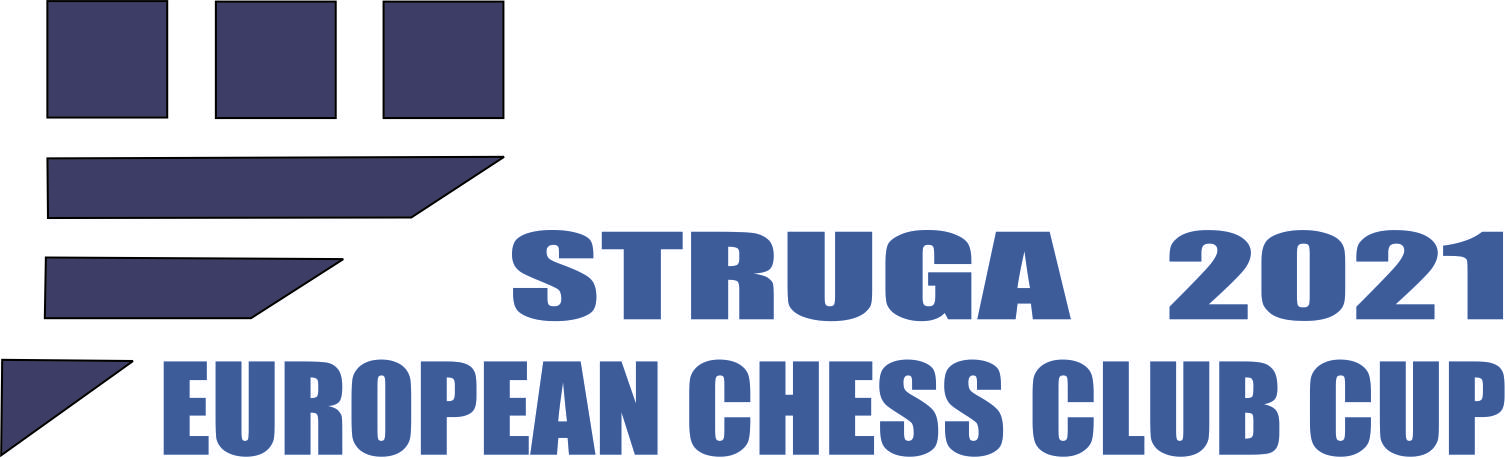 STRUGA 2021
EUROPEAN CHESS CLUB CUP